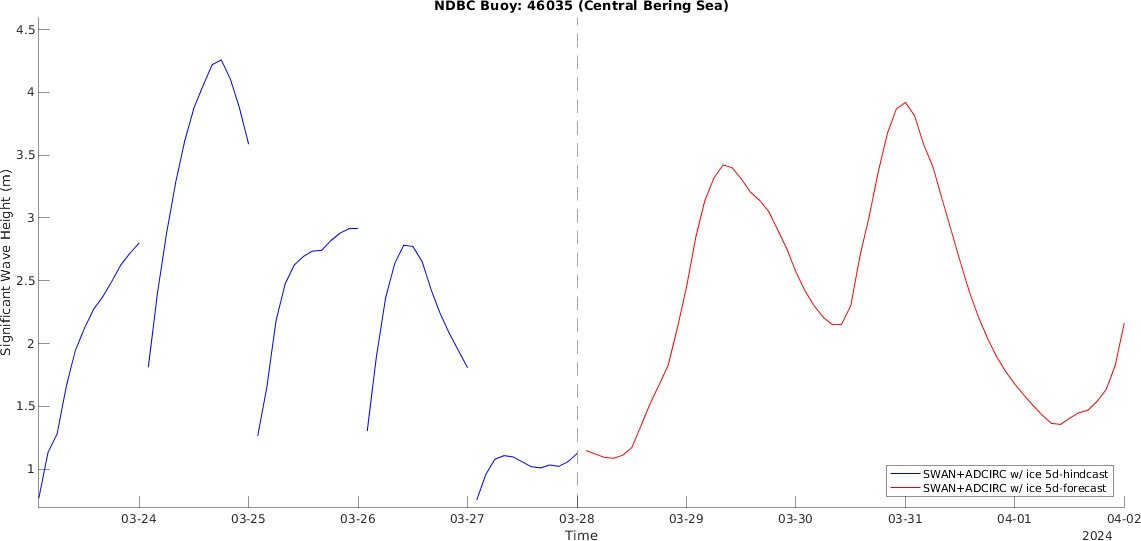 NDBC Buoy: 46035 (Central Bering Sea)
4.5
4
3.5
3
2.5
2
1.5
1
Significant Wave Height (m)
SWAN+ADCIRC w/ ice 5d-hindcast
SWAN+ADCIRC w/ ice 5d-forecast
03-24 03-25 03-26 03-27 03-28 03-29 03-30 03-31 04-01 04-02
Time
2024